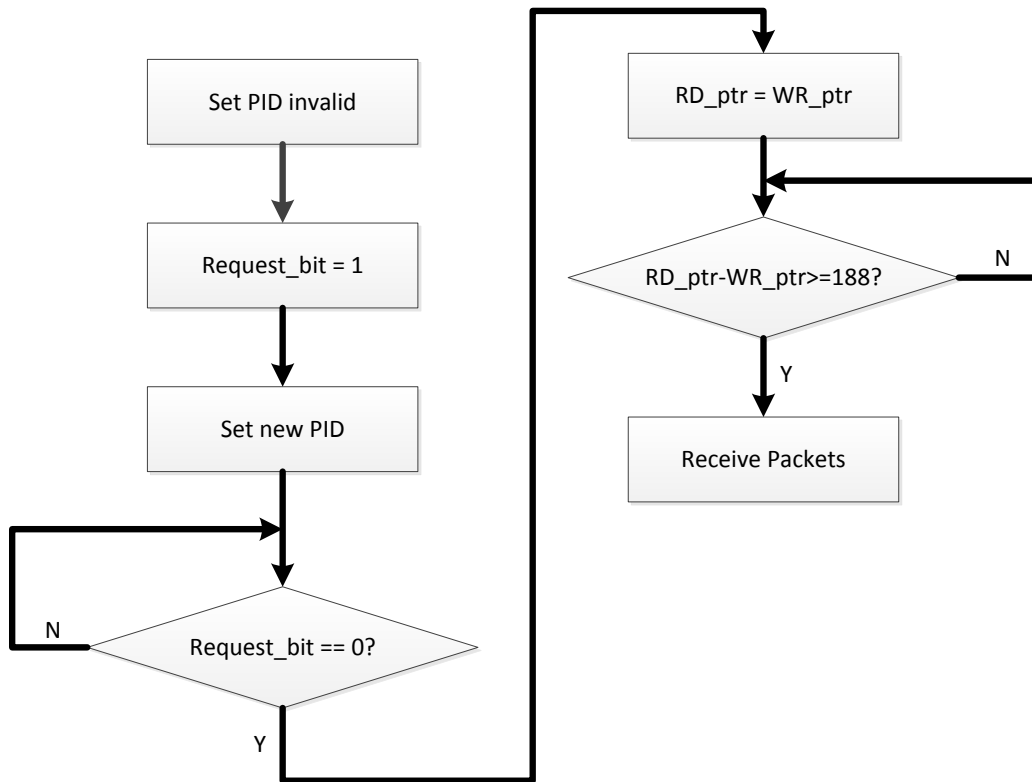 Set PID invalid
Request_bit = 1
Set new PID
Request_bit == 0?
N
Y
RD_ptr = WR_ptr
RD_ptr-WR_ptr>=188?
N
Y
Receive Packets